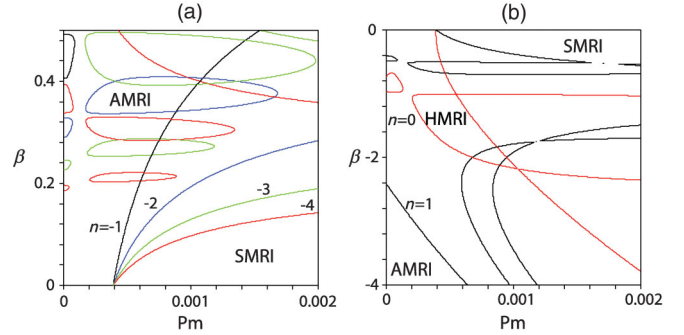 (a)
(b)
0.4
AMRI
β
0.2
n=-1
-2
-3
-4
SMRI
0
0
0.001
0.002
Pm
0
SMRI
n=0
HMRI
β
-2
n=1
AMRI
-4
0
0.001
0.002
Pm